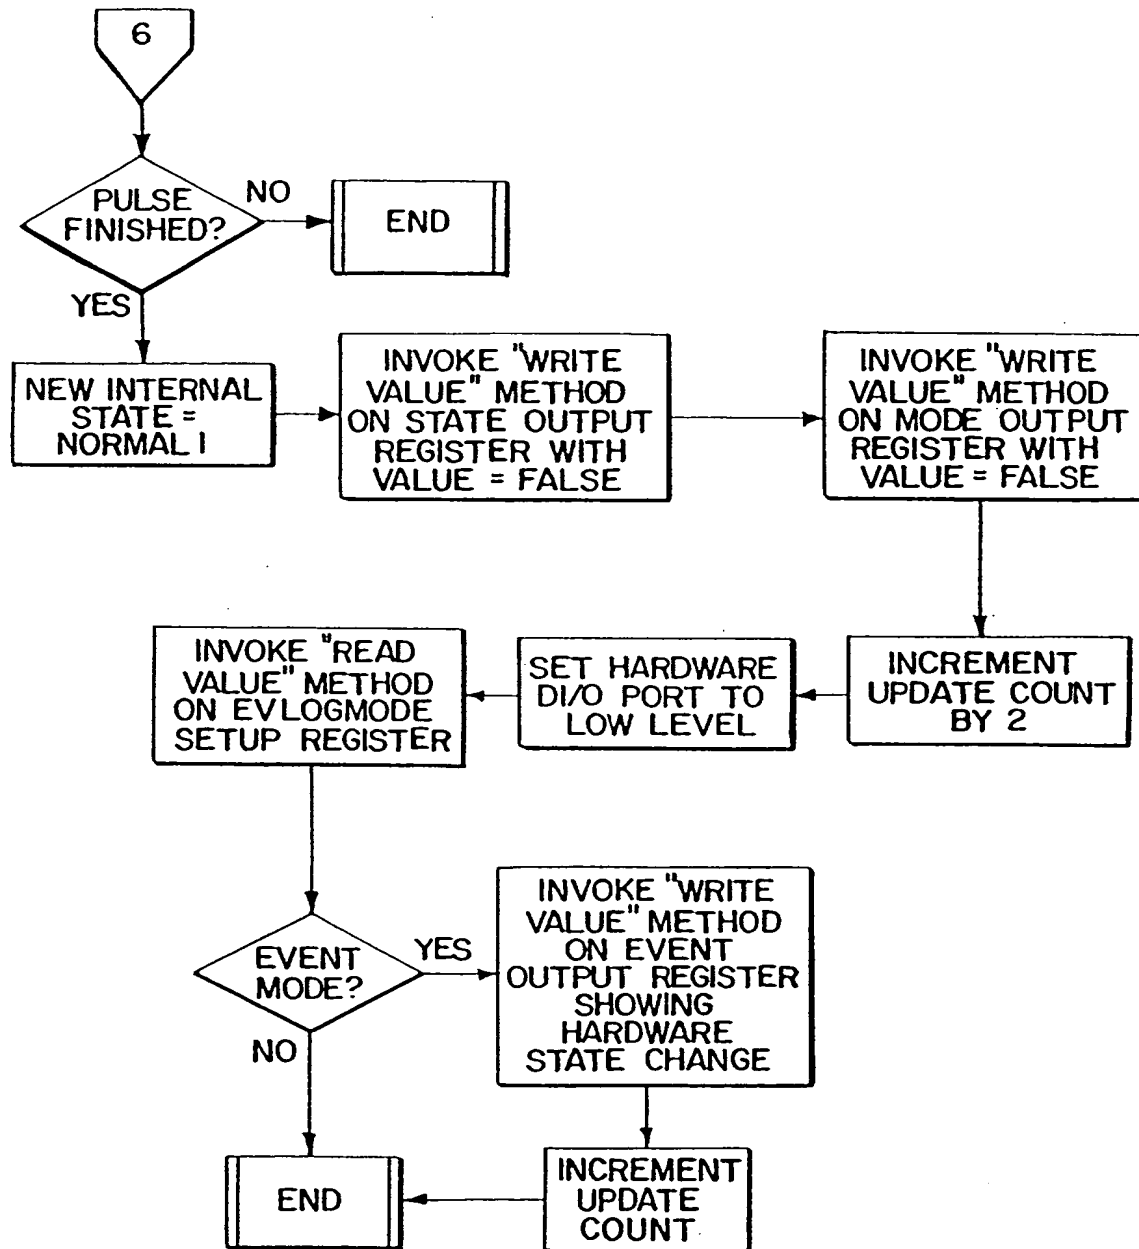 6
PULSE
FINISHED?
NO
END
YES
NEW INTERNAL
STATE =
NORMAL I
INVOKE "WRITE
VALUE" METHOD
ON STATE OUTPUT
REGISTER WITH
VALUE = FALSE
INVOKE "WRITE
VALUE" METHOD
ON MODE OUTPUT
REGISTER WITH
VALUE = FALSE
INCREMENT
UPDATE COUNT
BY 2
SET HARDWARE
DI/O PORT TO
LOW LEVEL
INVOKE "READ
VALUE" METHOD
ON EVLOGMODE
SETUP REGISTER
EVENT
MODE?
YES
NO
INVOKE "WRITE
VALUE" METHOD
ON EVENT
OUTPUT REGISTER
SHOWING
HARDWARE
STATE CHANGE
INCREMENT
UPDATE
COUNT
END